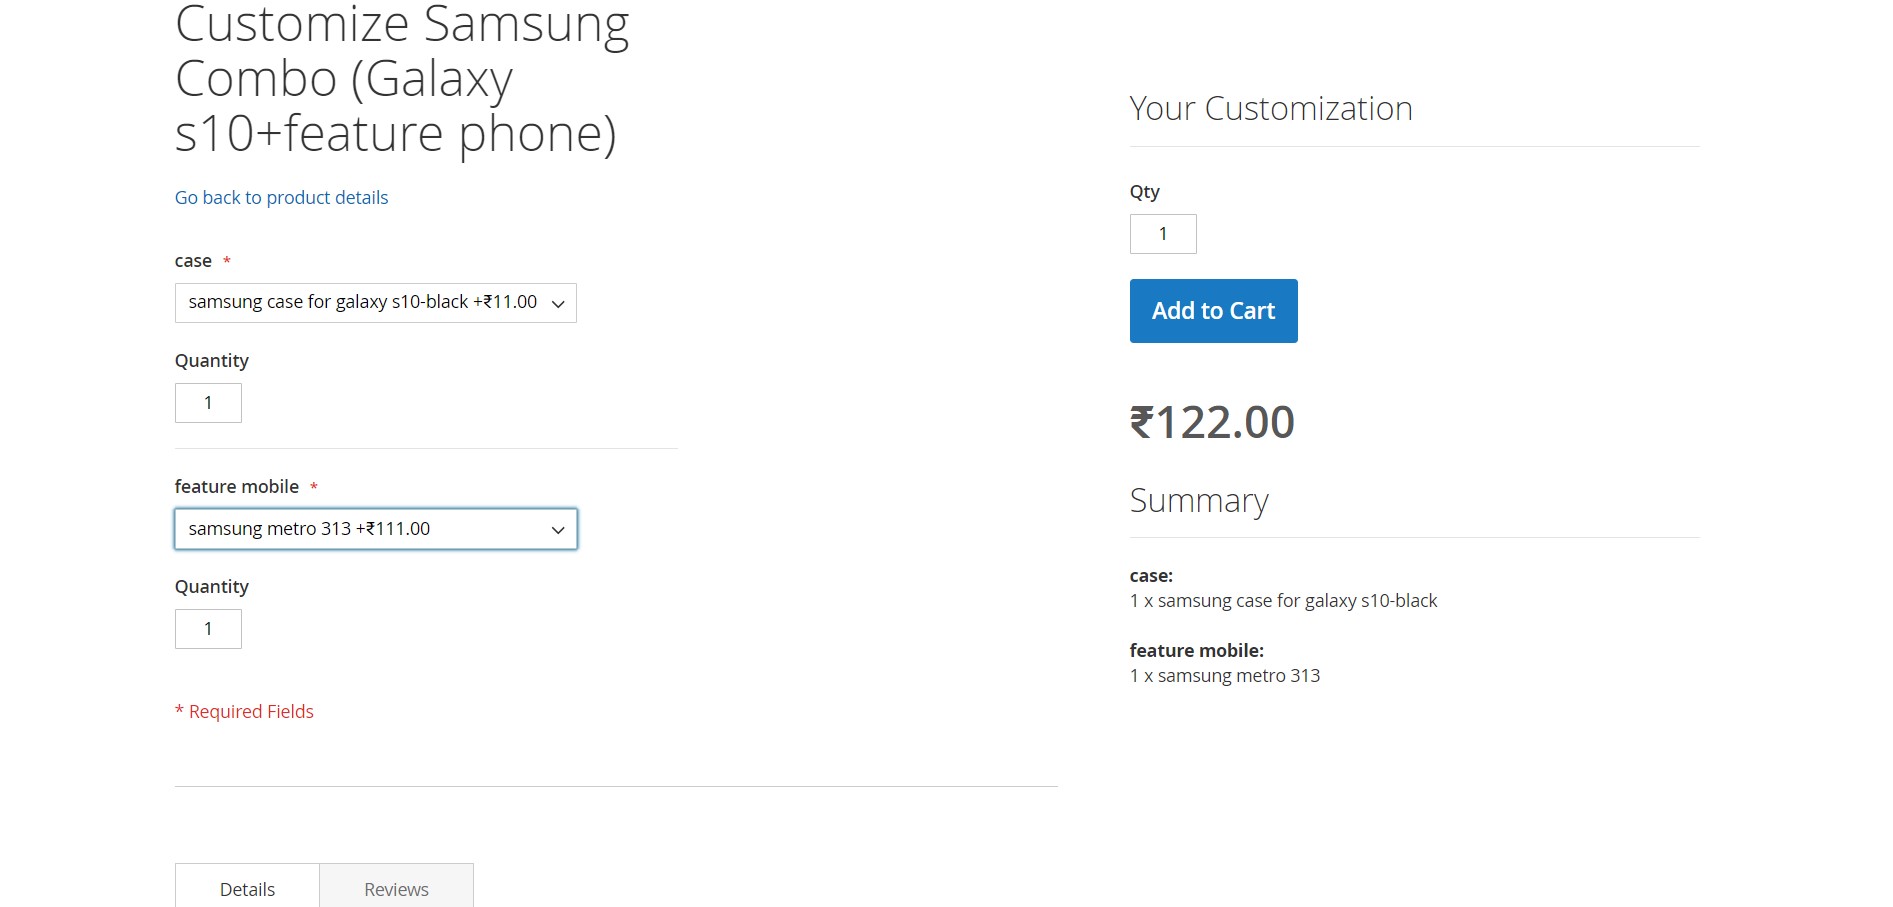 Customize Samsung
Combo (Galaxy
s10+feature phone)
Go back to product details
case *
samsung case for galaxy s10-black +₹11.00
Quantity
1
feature mobile *
samsung metro 313 +₹111.00
Quantity
1
* Required Fields
Details
Reviews
Your Customization
Qty
1
Add to Cart
₹122.00
Summary
case:
1 x samsung case for galaxy s10-black
feature mobile:
1 x samsung metro 313